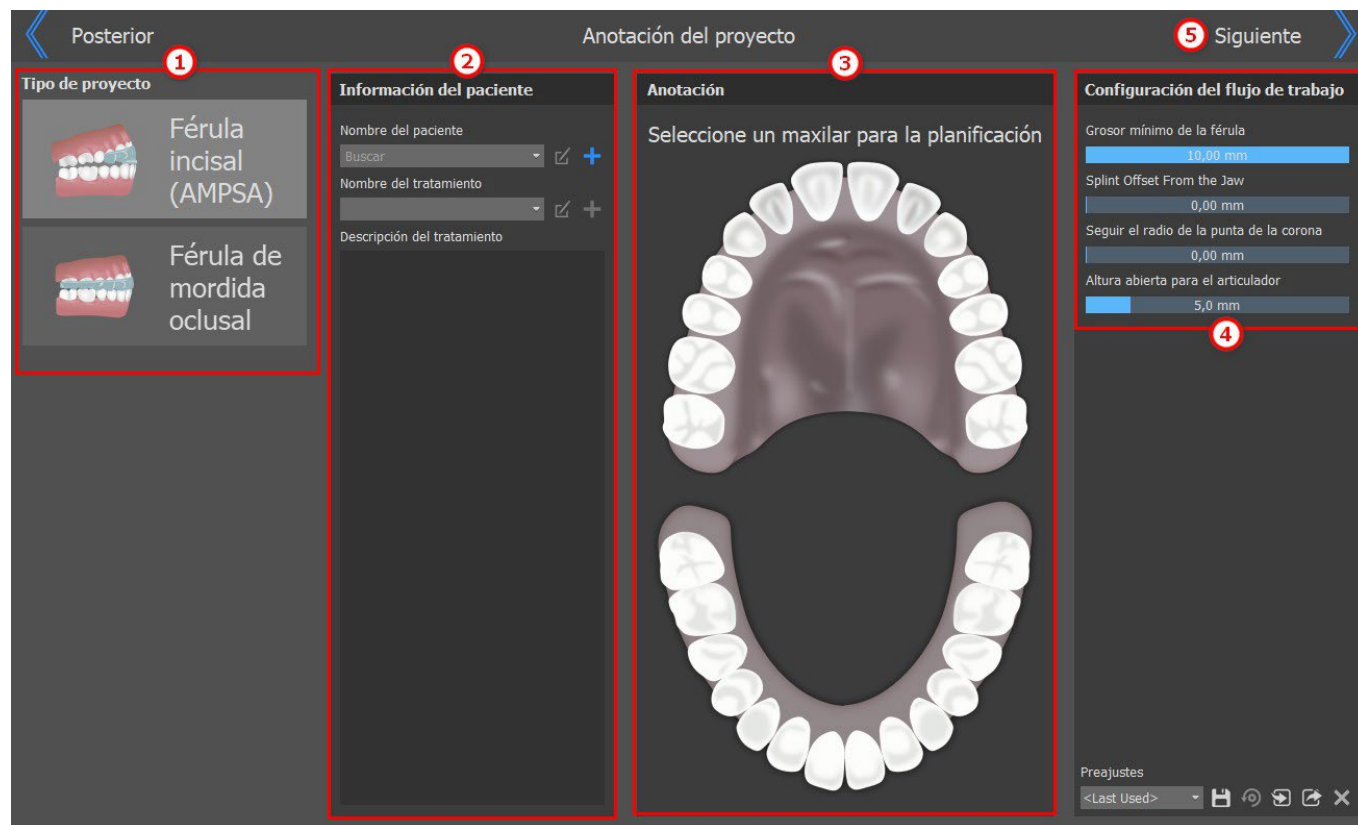 Posterior
Anotación del proyecto
5
Siguiente
1
Tipo de proyecto
Férula
incisal
(AMPSA)
Férula de
mordida
oclusal
2
Información del paciente
Nombre del paciente
Buscar
Nombre del tratamiento
Descripción del tratamiento
3
Anotación
Seleccione un maxilar para la planificación
Configuración del flujo de trabajo
Grosor mínimo de la férula
10,00 mm
Splint Offset From the Jaw
0,00 mm
Seguir el radio de la punta de la corona
0,00 mm
Altura abierta para el articulador
5,0 mm
4
Preajustes
<Last Used>